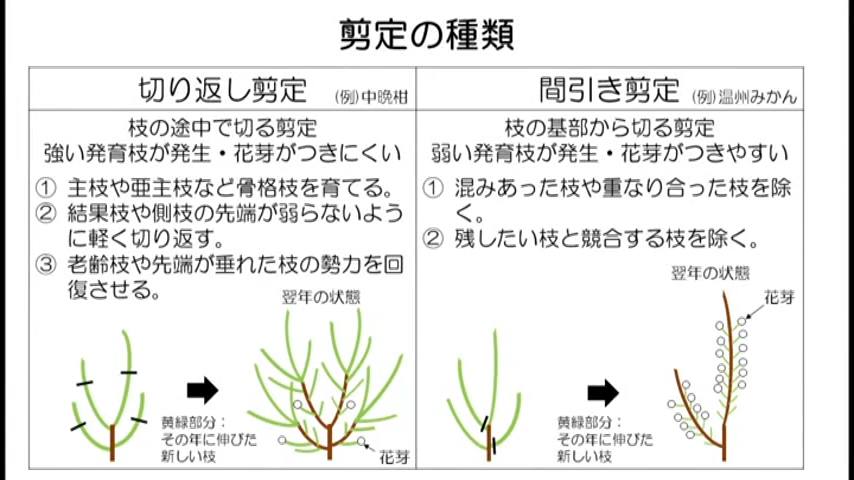 剪定の種類
切り返し剪定 (例)中晩柑
枝の途中で切る剪定
強い発育枝が発生・花芽がつきにくい
① 主枝や亜主枝など骨格枝を育てる。
② 結果枝や側枝の先端が弱らないよう
に軽く切り返す。
③ 老齢枝や先端が垂れた枝の勢力を回
復させる。
翌年の状態
黄緑部分：
その年に伸びた
新しい枝
花芽
間引き剪定 (例)温州みかん
枝の基部から切る剪定
弱い発育枝が発生・花芽がつきやすい
① 混みあった枝や重なり合った枝を除
く。
② 残したい枝と競合する枝を除く。
翌年の状態
花芽
黄緑部分：
その年に伸びた
新しい枝